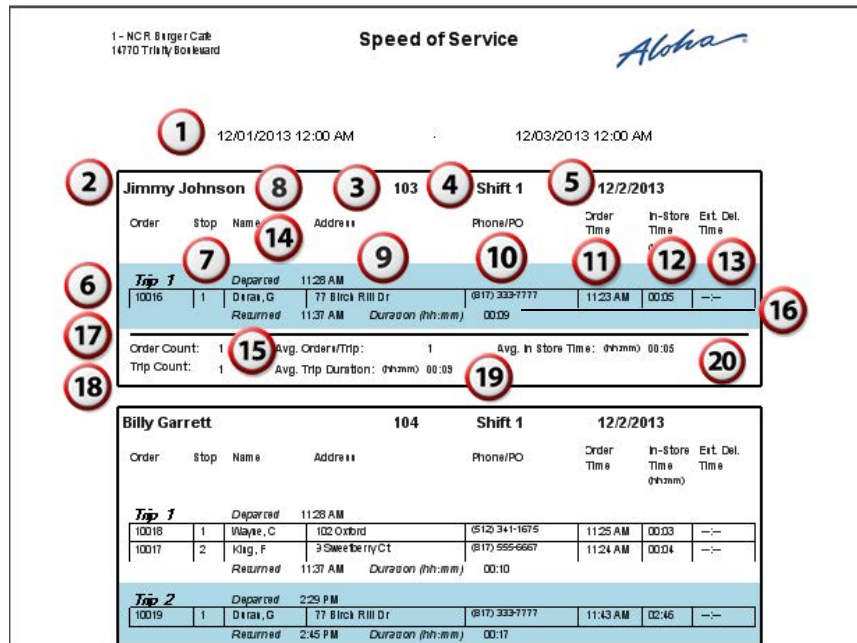 1 - NCR Burger Café
14770 Trinity Boulevard
Speed of Service
Aloha
1 12/01/2013 12:00 AM - 12/03/2013 12:00 AM
2 Jimmy Johnson 8 3 103 4 Shift 1 5 12/2/2013
Order Stop Name 14 Address Phone/PO Order Time In-Store Time Est. Del. Time
7 9 10 11 12 13
Trip 1 Departed 11:28 AM
6 10016 1 Duran, G 77 Birch Rill Dr (817) 333-7777 11:23 AM 00:05 --:--
Returned 11:37 AM Duration (hh:mm) 00:09 16
17
Order Count: 1 15 Avg. Orders/Trip: 1 Avg. In Store Time: (hh:mm) 00:05 20
18 Trip Count: 1 Avg. Trip Duration: (hh:mm) 00:09 19
Billy Garrett 104 Shift 1 12/2/2013
Order Stop Name Address Phone/PO Order Time In-Store Time (hh:mm) Est. Del. Time
Trip 1 Departed 11:28 AM
10018 1 Wayne, C 102 Oxford (512) 341-1675 11:25 AM 00:03 --:--
10017 2 King, F 9 Sweetberry Ct (817) 555-6667 11:24 AM 00:04 --:--
Returned 11:37 AM Duration (hh:mm) 00:10
Trip 2 Departed 2:29 PM
10019 1 Duran, G 77 Birch Rill Dr (817) 333-7777 11:43 AM 02:46 --:--
Returned 2:45 PM Duration (hh:mm) 00:17